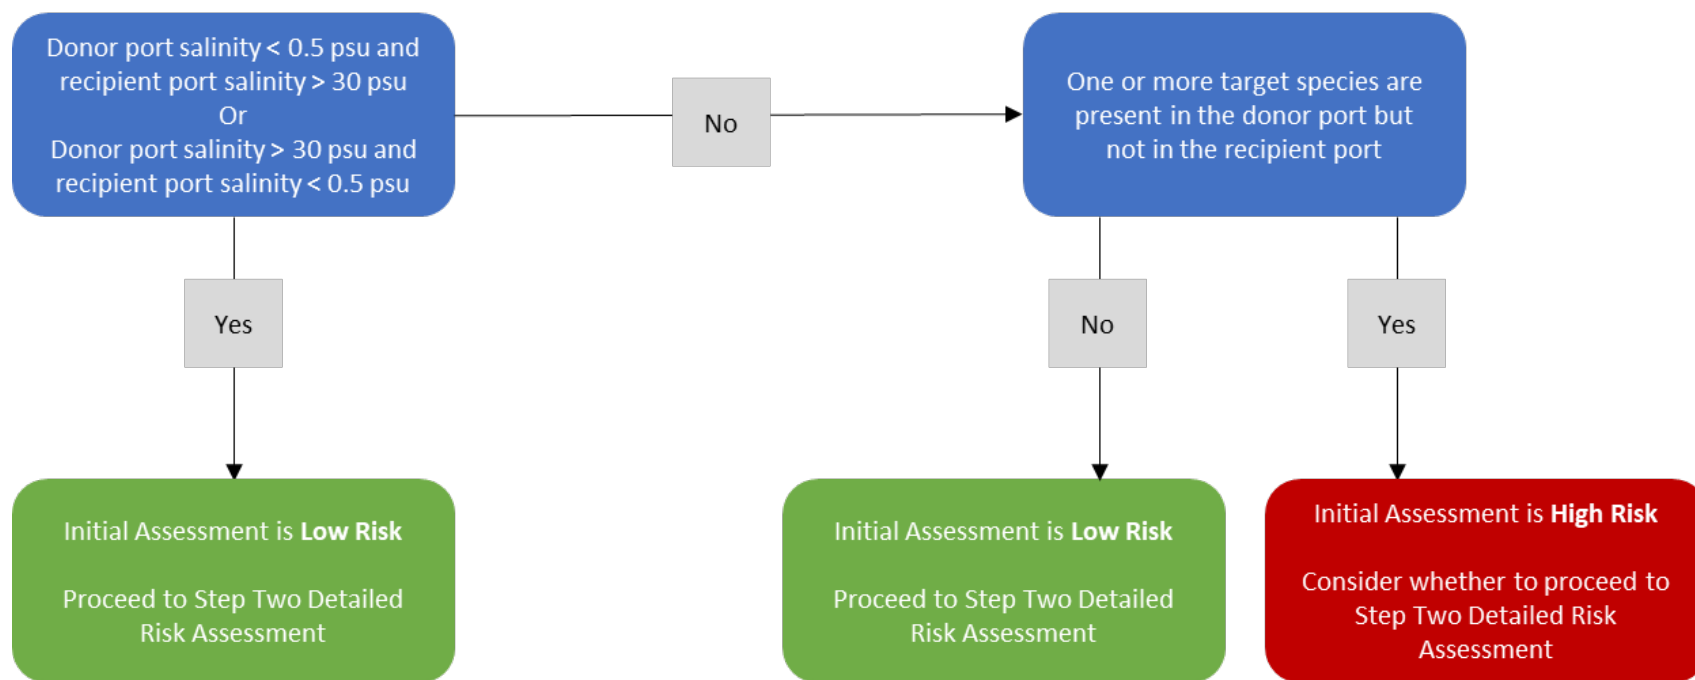 Donor port salinity < 0.5 psu and
recipient port salinity > 30 psu
Or
Donor port salinity > 30 psu and
recipient port salinity < 0.5 psu
No
One or more target species are
present in the donor port but
not in the recipient port
Yes
No
Yes
Initial Assessment is Low Risk
Proceed to Step Two Detailed
Risk Assessment
Initial Assessment is Low Risk
Proceed to Step Two Detailed
Risk Assessment
Initial Assessment is High Risk
Consider whether to proceed to
Step Two Detailed Risk
Assessment